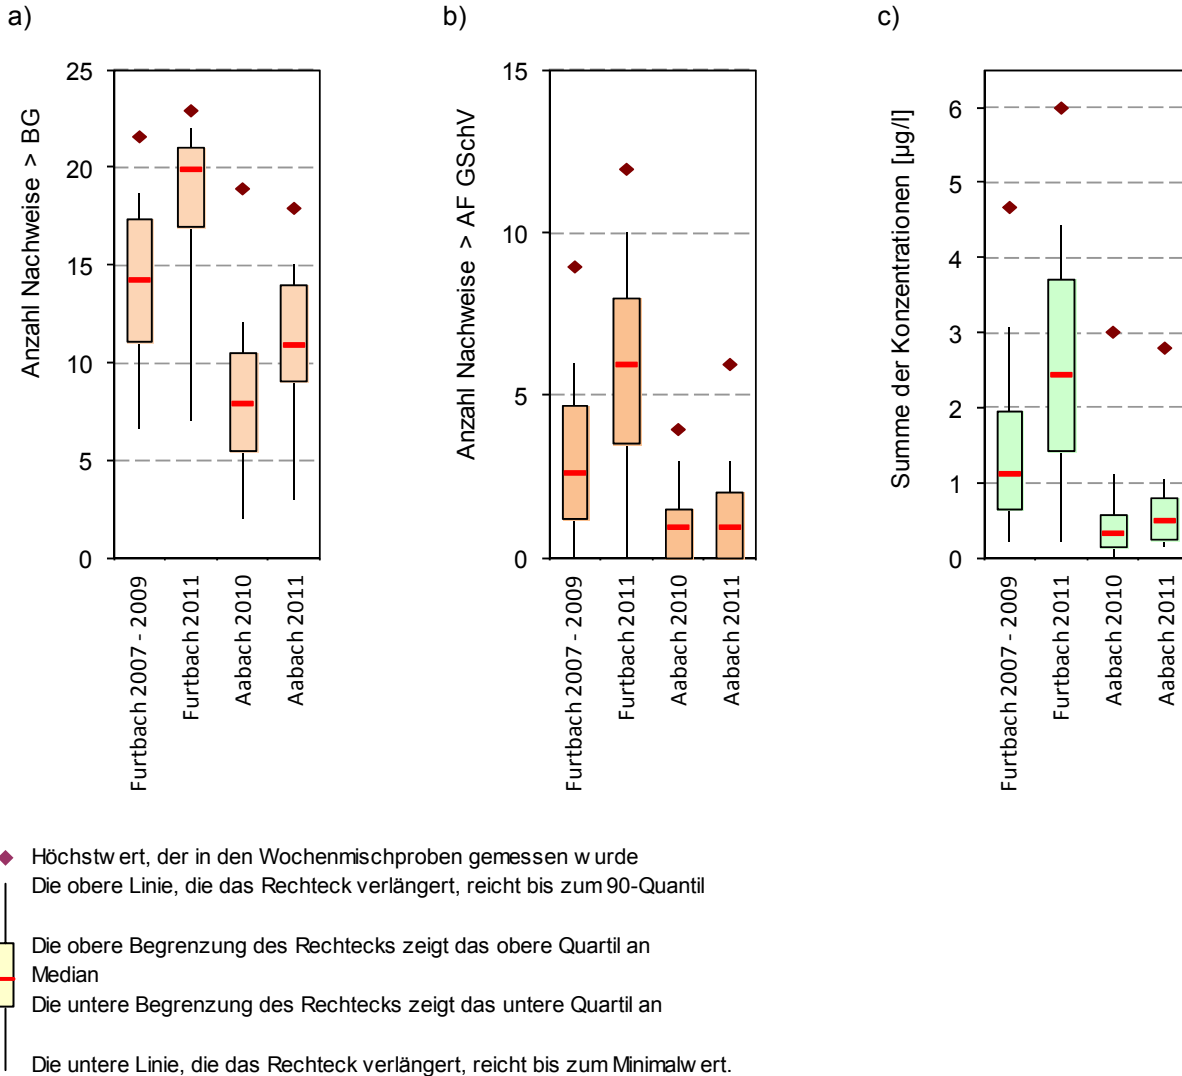 a)
b)
c)
Anzahl Nachweise > BG
25
20
15
10
5
0
Furtbach 2007 - 2009
Furtbach 2011
Aabach 2010
Aabach 2011
Anzahl Nachweise > AF GSchV
15
10
5
0
Furtbach 2007 - 2009
Furtbach 2011
Aabach 2010
Aabach 2011
Summe der Konzentrationen [µg/l]
6
5
4
3
2
1
0
Furtbach 2007 - 2009
Furtbach 2011
Aabach 2010
Aabach 2011
Höchstwert, der in den Wochenmischproben gemessen wurde
Die obere Linie, die das Rechteck verlängert, reicht bis zum 90-Quantil
Die obere Begrenzung des Rechtecks zeigt das obere Quartil an
Median
Die untere Begrenzung des Rechtecks zeigt das untere Quartil an
Die untere Linie, die das Rechteck verlängert, reicht bis zum Minimalwert.